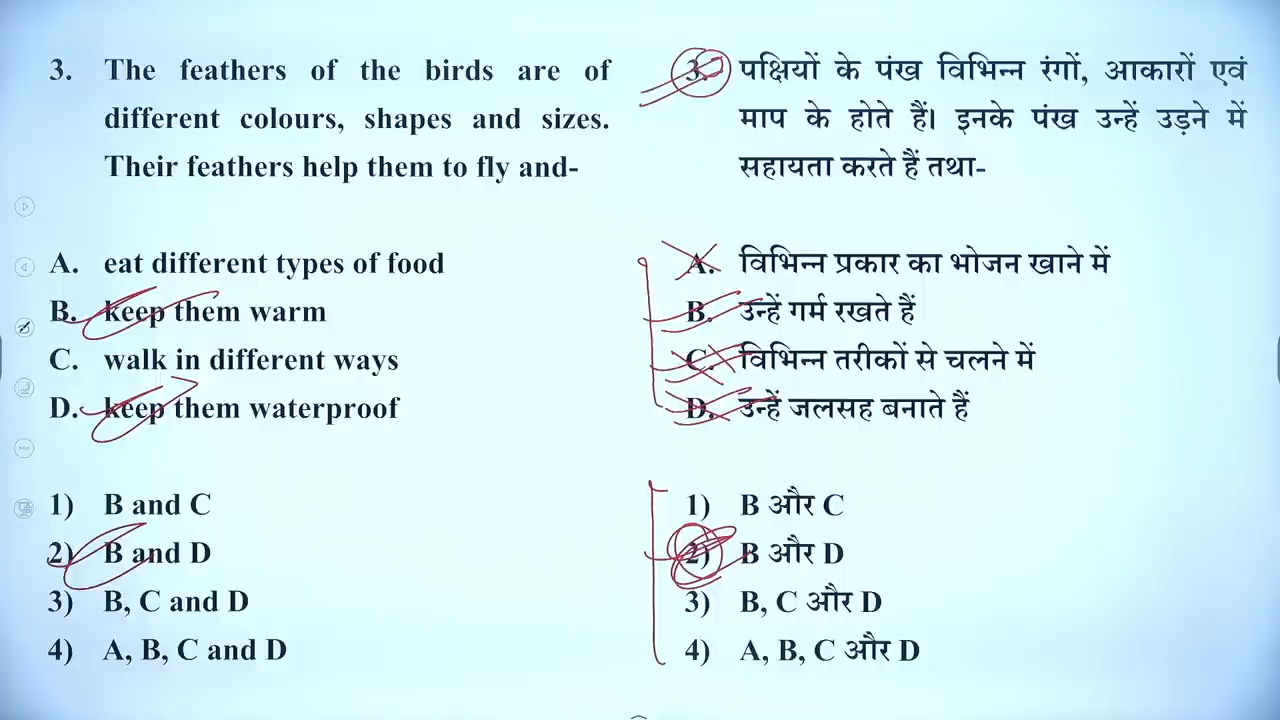 3. The feathers of the birds are of
different colours, shapes and sizes.
Their feathers help them to fly and-
A. eat different types of food
B. keep them warm
C. walk in different ways
D. keep them waterproof
1) B and C
2) B and D
3) B, C and D
4) A, B, C and D
3. पक्षियों के पंख विभिन्न रंगों, आकारों एवं
माप के होते हैं। इनके पंख उन्हें उड़ने में
सहायता करते हैं तथा-
A. विभिन्न प्रकार का भोजन खाने में
B. उन्हें गर्म रखते हैं
C. विभिन्न तरीकों से चलने में
D. उन्हें जलसह बनाते हैं
1) B और C
2) B और D
3) B, C और D
4) A, B, C और D